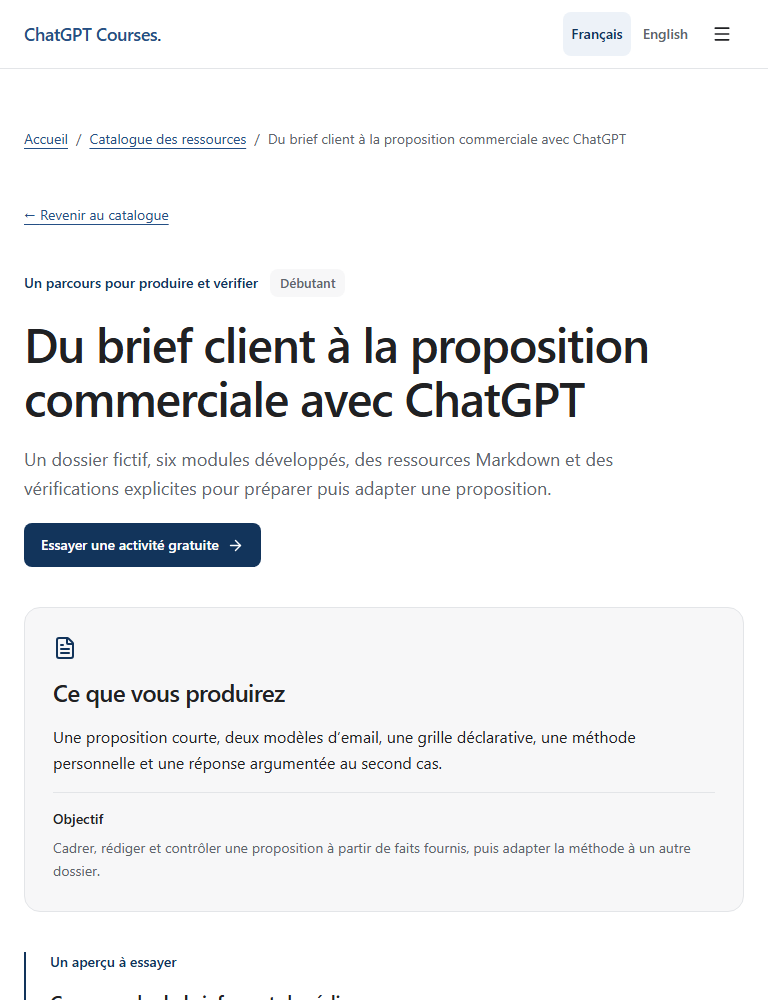 ChatGPT Courses.
Français English
Accueil / Catalogue des ressources / Du brief client à la proposition commerciale avec ChatGPT
← Revenir au catalogue
Un parcours pour produire et vérifier Débutant
Du brief client à la proposition
commerciale avec ChatGPT
Un dossier fictif, six modules développés, des ressources Markdown et des
vérifications explicites pour préparer puis adapter une proposition.
Essayer une activité gratuite →
Ce que vous produirez
Une proposition courte, deux modèles d’email, une grille déclarative, une méthode
personnelle et une réponse argumentée au second cas.
Objectif
Cadrer, rédiger et contrôler une proposition à partir de faits fournis, puis adapter la méthode à un autre
dossier.
Un aperçu à essayer